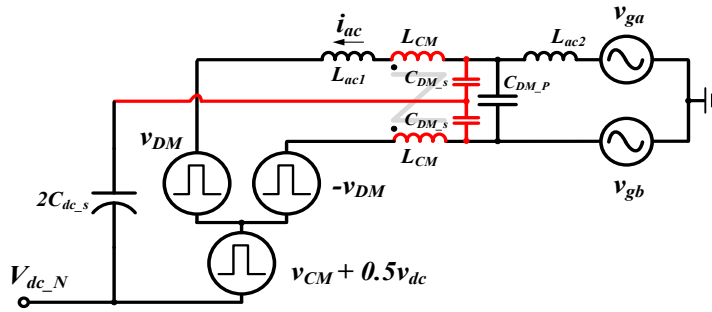 i_ac
L_CM
L_ac2
v_ga
L_ac1
C_DM_s
C_DM_P
v_DM
C_DM_s
L_CM
-v_DM
v_gb
2C_dc_s
v_CM + 0.5v_dc
V_dc_N